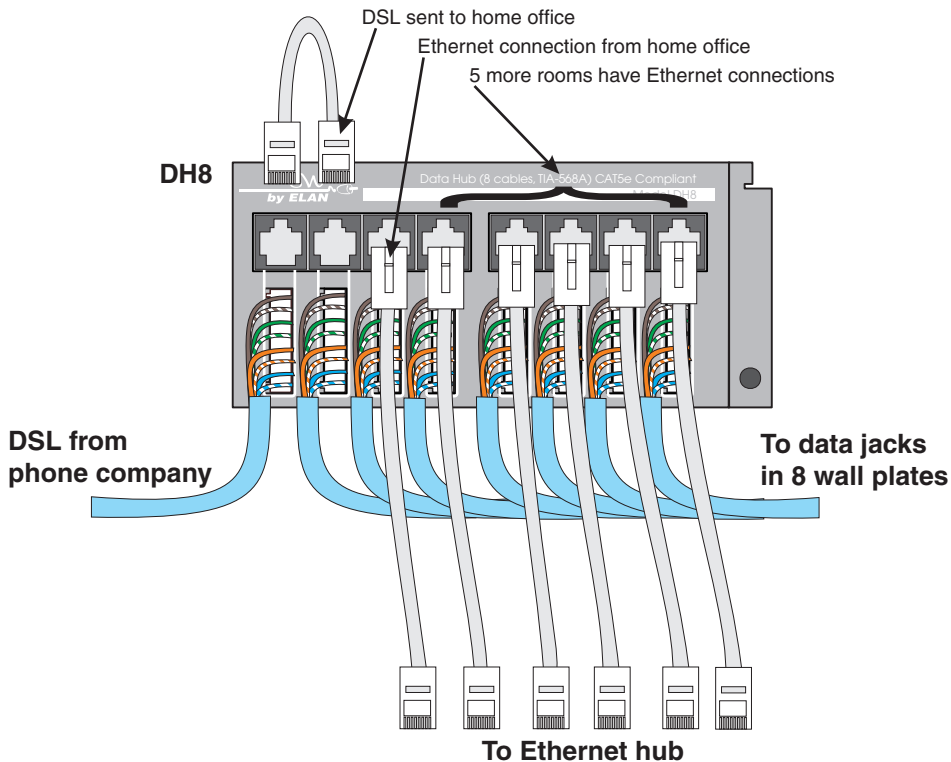 DSL sent to home office
Ethernet connection from home office
5 more rooms have Ethernet connections
DH8
by ELAN
Data Hub (8 cables, TIA-568A) CAT5e Compliant
Model DH8
DSL from
phone company
To data jacks
in 8 wall plates
To Ethernet hub